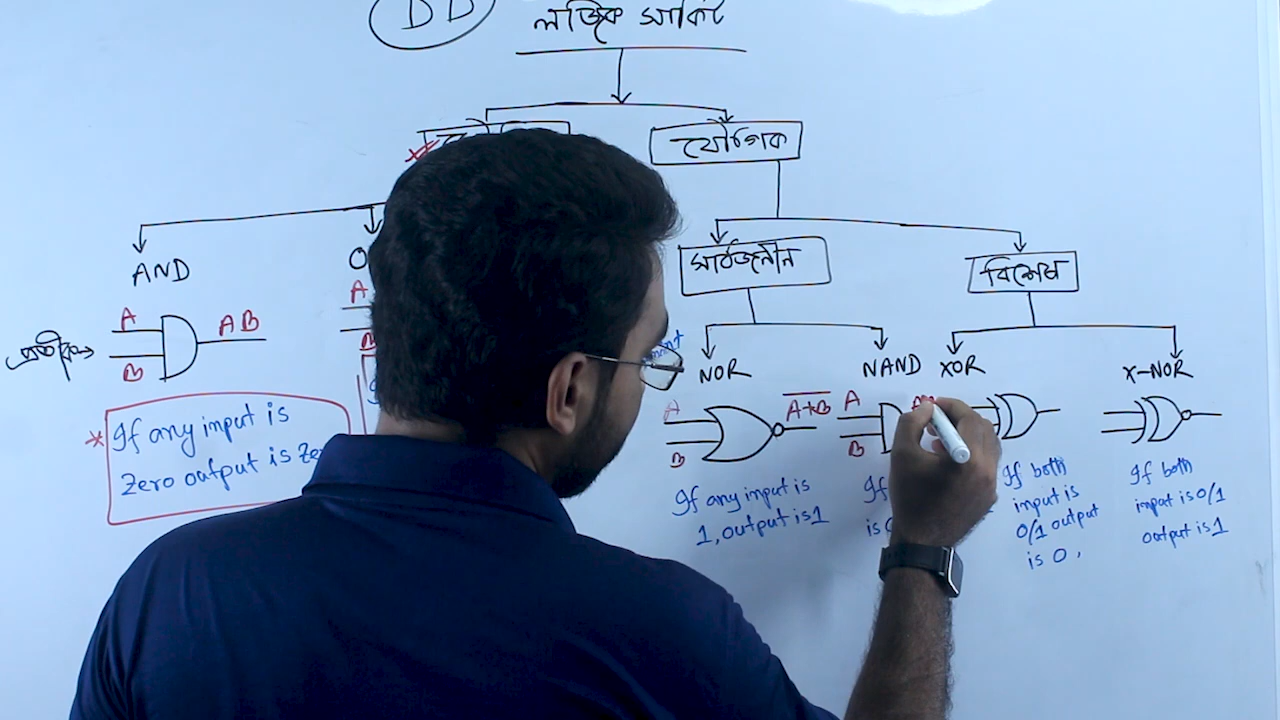 লজিক সার্কিট
যৌগিক
AND
সার্বজনীন
বিশেষ
A
AB
B
প্রতীক
A
NOR
NAND
XOR
X-NOR
A
B
A+B
A
B
* If any input is
Zero output is
If any input is
1, output is 1
If
is
If both
input is
0/1 output
is 0,
If both
input is 0/1
output is 1